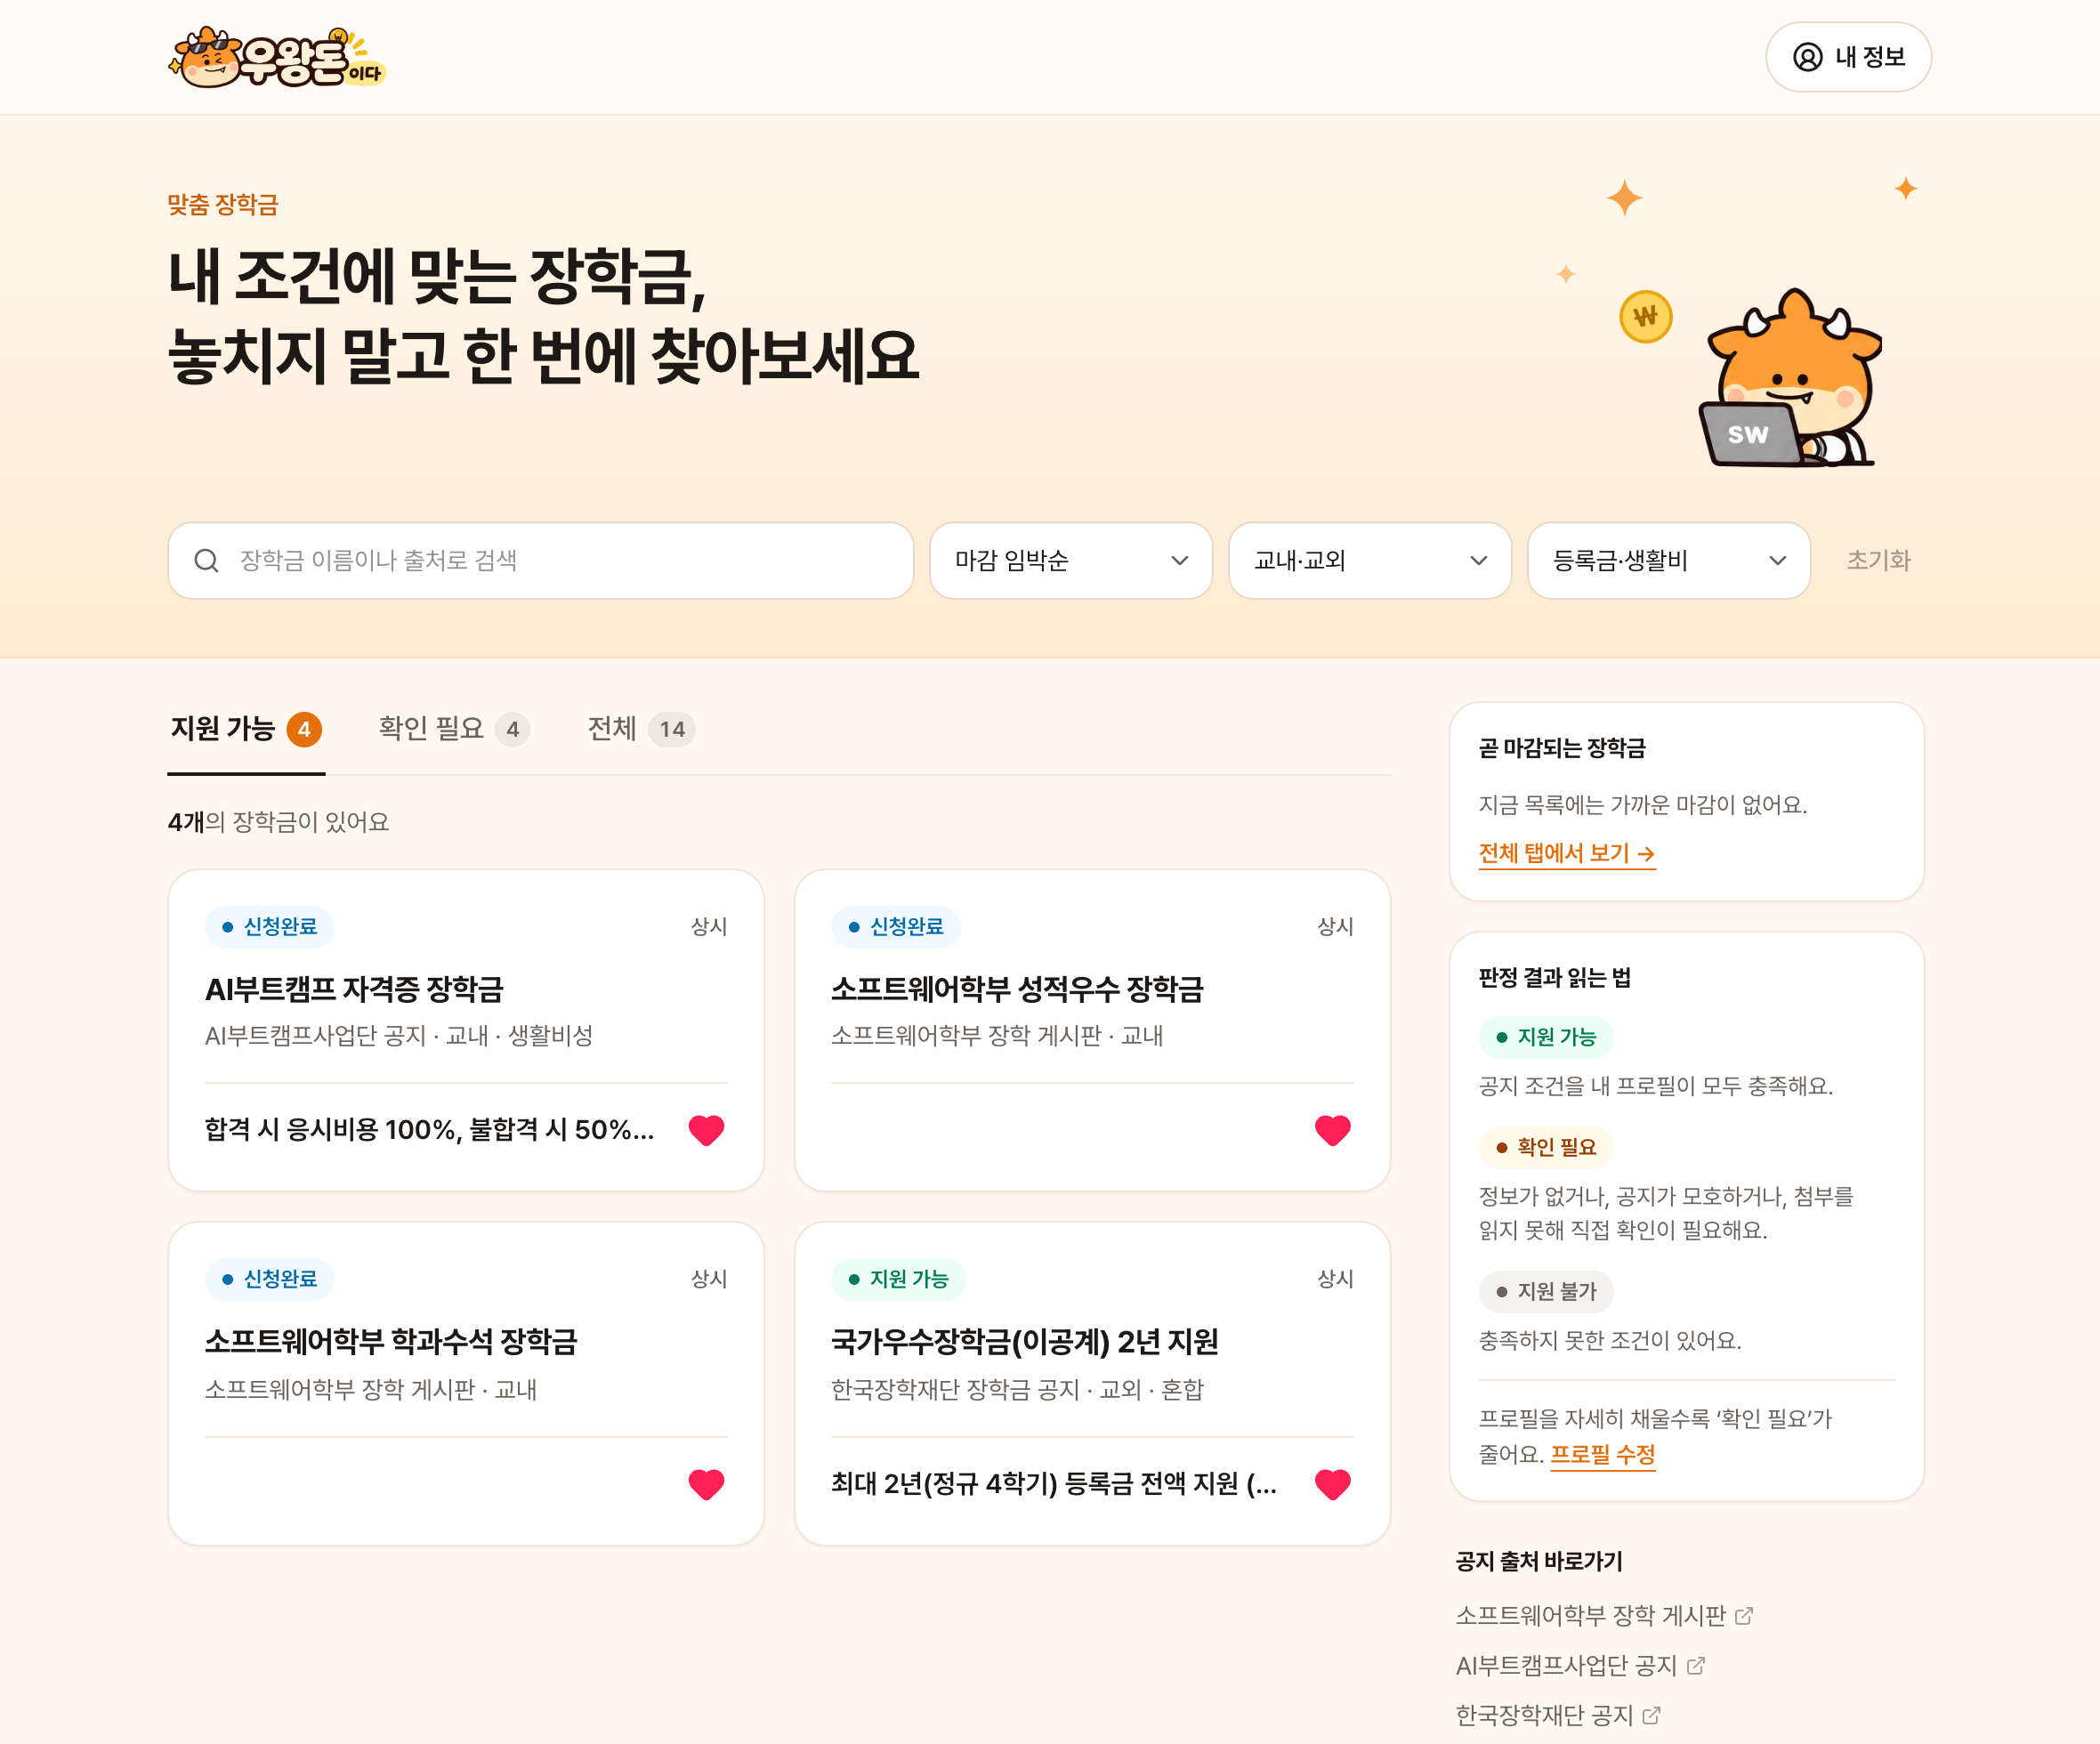 우왕돈
이다
내 정보
맞춤 장학금
내 조건에 맞는 장학금,
놓치지 말고 한 번에 찾아보세요
₩
SW
장학금 이름이나 출처로 검색
마감 임박순
교내·교외
등록금·생활비
초기화
지원 가능 4
확인 필요 4
전체 14
4개의 장학금이 있어요
신청완료
상시
AI부트캠프 자격증 장학금
AI부트캠프사업단 공지 · 교내 · 생활비성
합격 시 응시비용 100%, 불합격 시 50%...
신청완료
상시
소프트웨어학부 성적우수 장학금
소프트웨어학부 장학 게시판 · 교내
신청완료
상시
소프트웨어학부 학과수석 장학금
소프트웨어학부 장학 게시판 · 교내
지원 가능
상시
국가우수장학금(이공계) 2년 지원
한국장학재단 장학금 공지 · 교외 · 혼합
최대 2년(정규 4학기) 등록금 전액 지원 (...
곧 마감되는 장학금
지금 목록에는 가까운 마감이 없어요.
전체 탭에서 보기 →
판정 결과 읽는 법
지원 가능
공지 조건을 내 프로필이 모두 충족해요.
확인 필요
정보가 없거나, 공지가 모호하거나, 첨부를
읽지 못해 직접 확인이 필요해요.
지원 불가
충족하지 못한 조건이 있어요.
프로필을 자세히 채울수록 ‘확인 필요’가
줄어요. 프로필 수정
공지 출처 바로가기
소프트웨어학부 장학 게시판
AI부트캠프사업단 공지
한국장학재단 공지